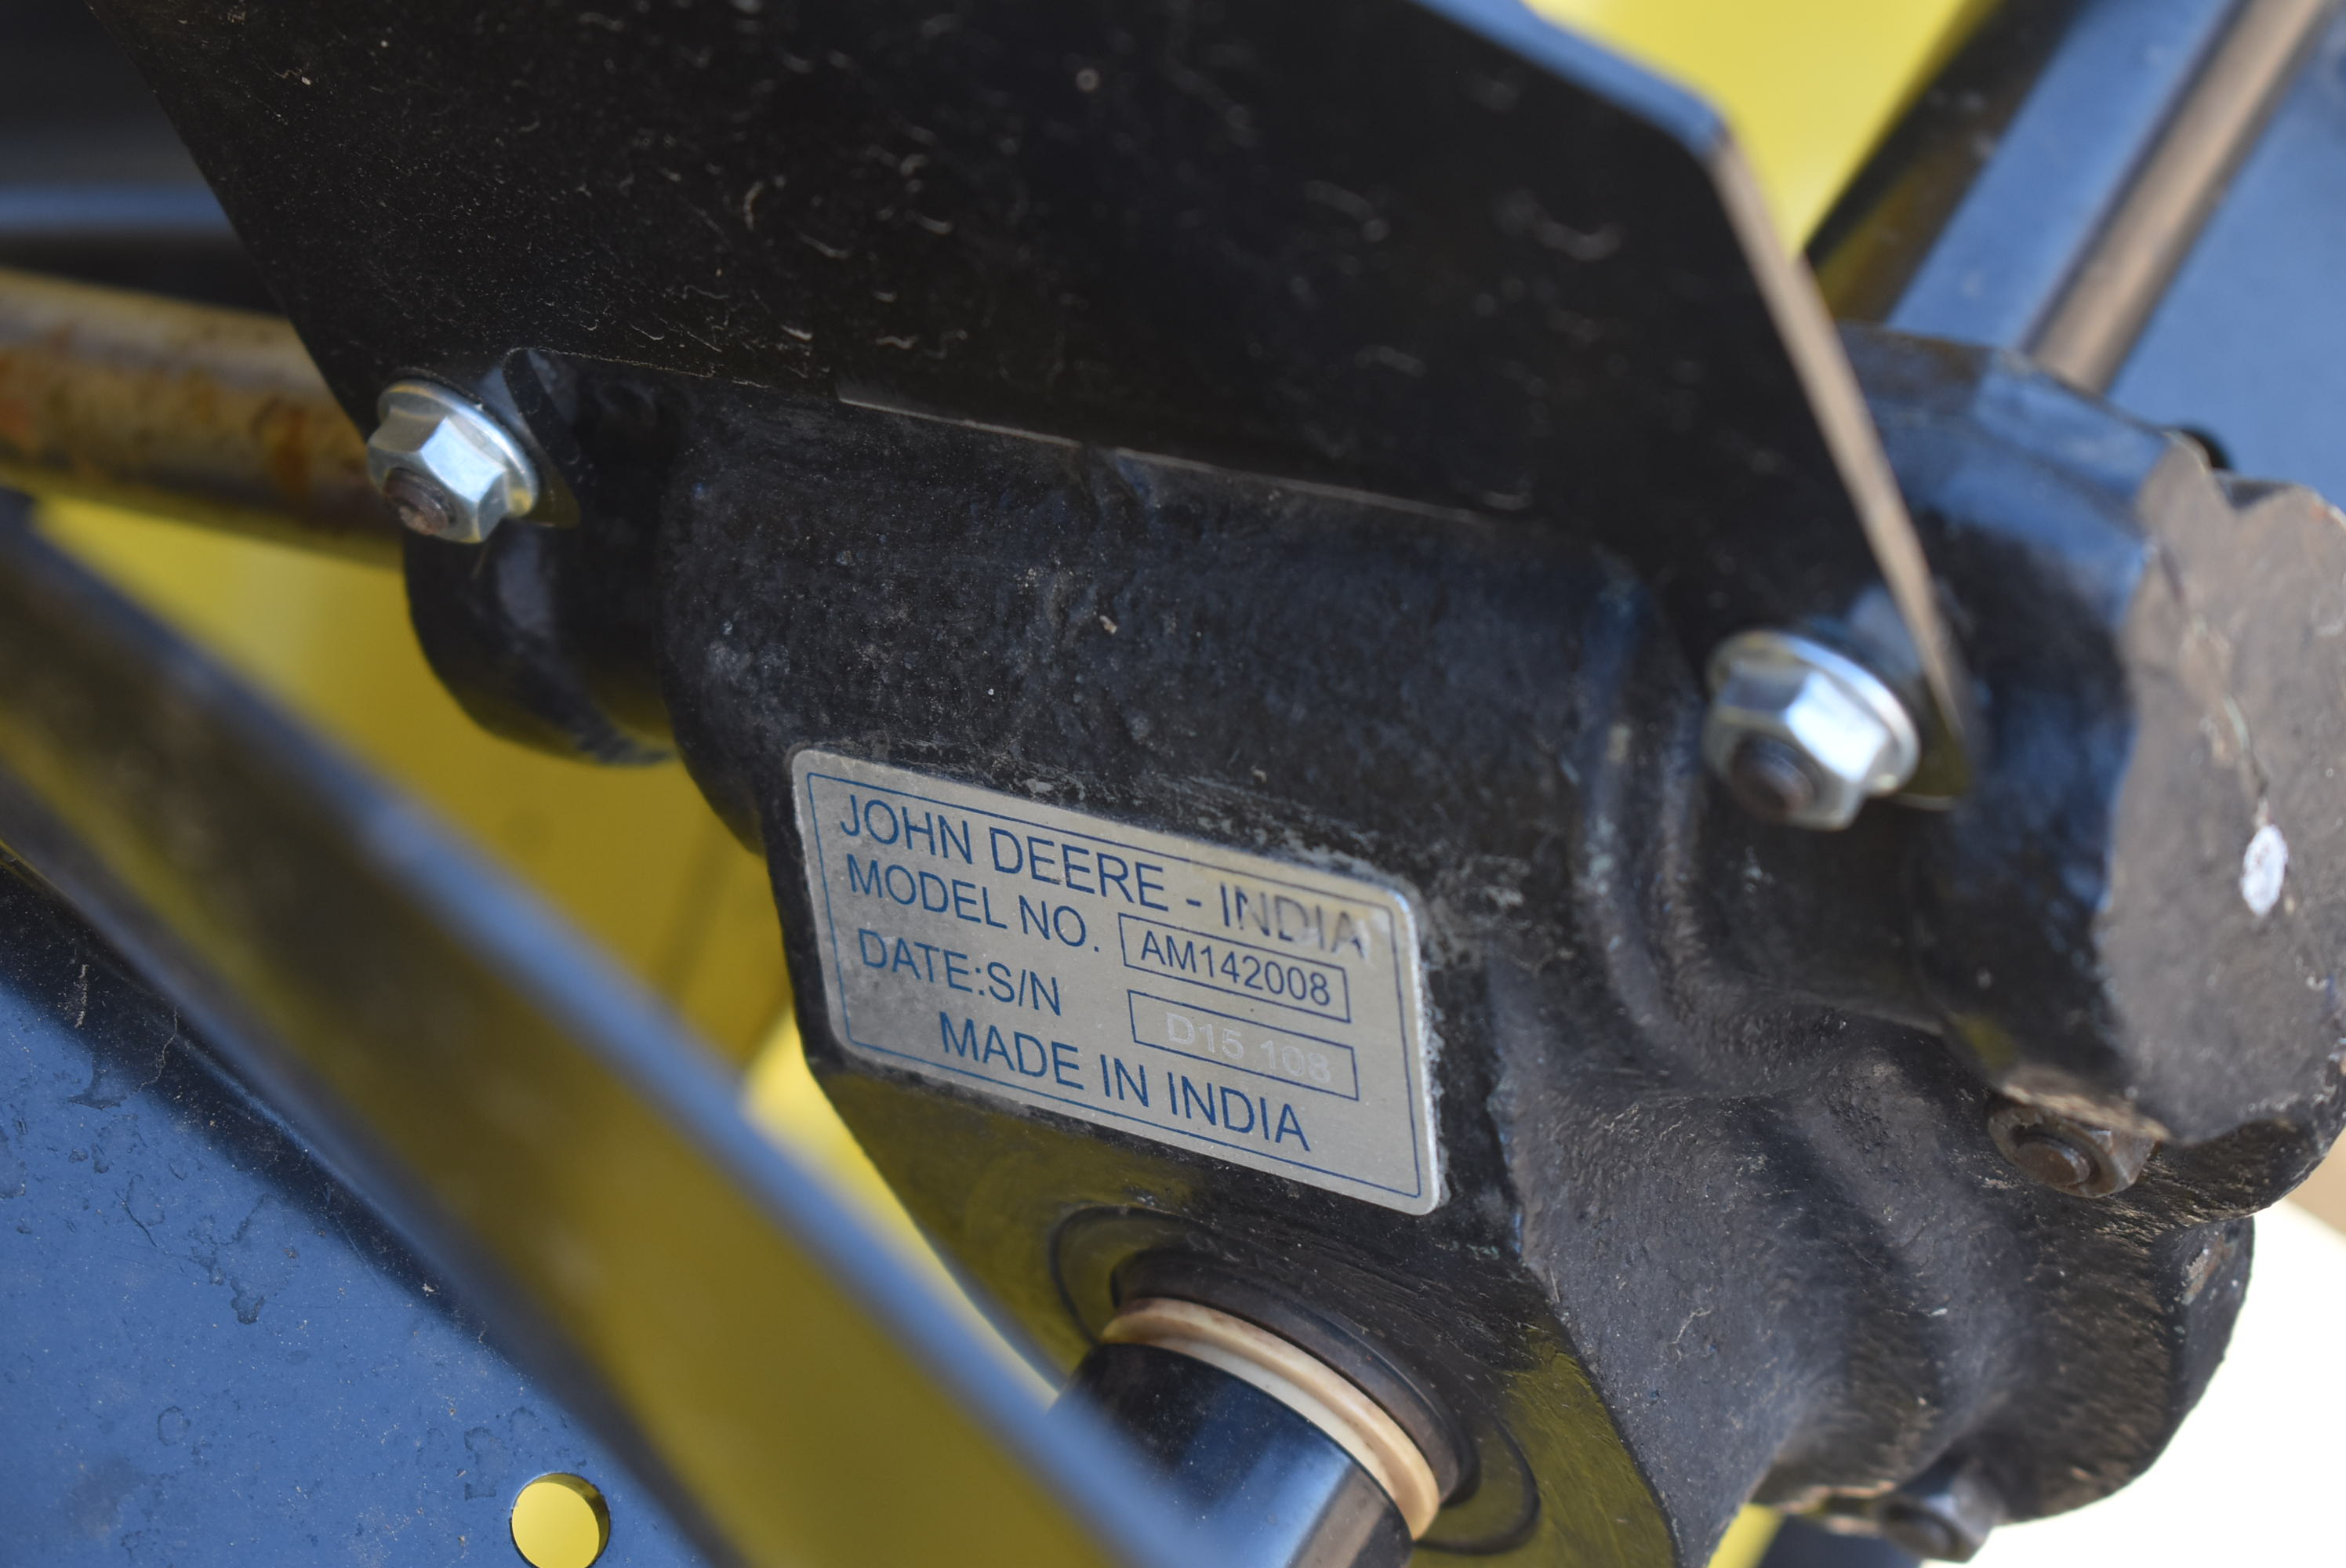 JOHN DEERE - INDIA
MODEL NO. AM142008
DATE:S/N D15 108
MADE IN INDIA